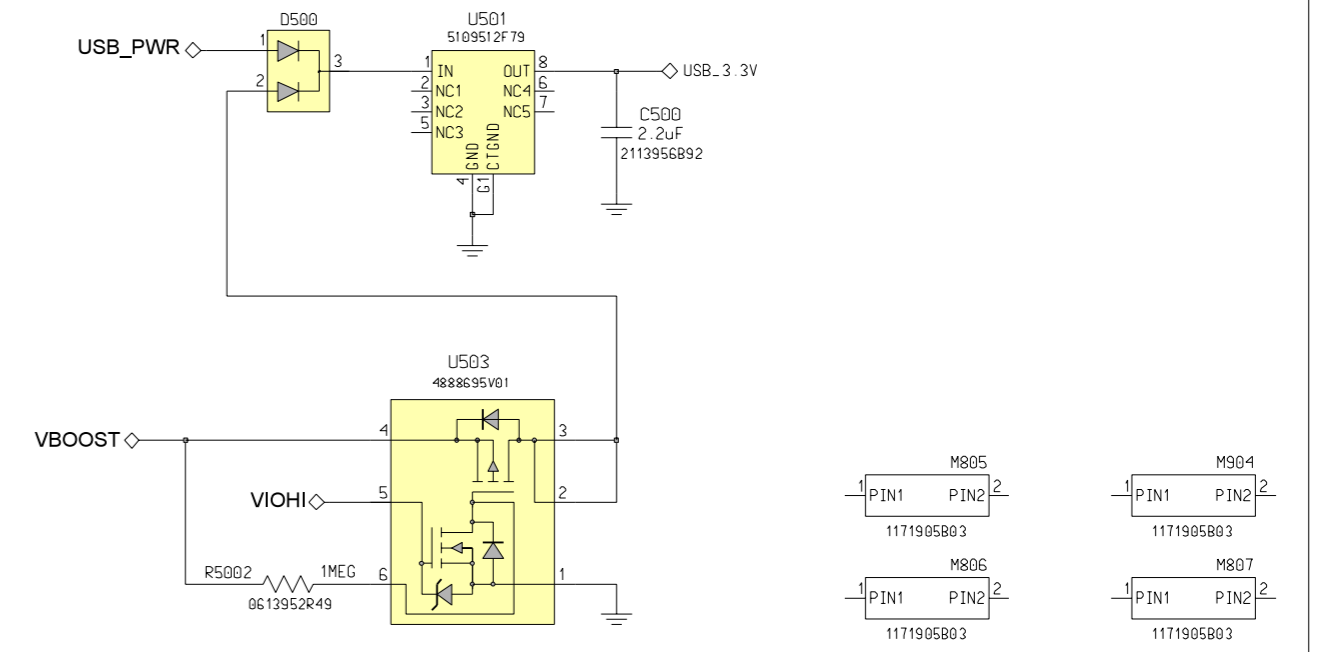 D500
U501
5109512F79
USB_PWR
1
2
3
1
2
3
5
IN
NC1
NC2
NC3
OUT
NC4
NC5
8
6
7
GND
CTGND
4
G1
USB_3.3V
C500
2.2uF
2113956B92
U503
4888695V01
VBOOST
4
3
VIOHI
5
2
R5002
1MEG
6
1
0613952R49
M805
1
PIN1
PIN2
2
1171905B03
M904
1
PIN1
PIN2
2
1171905B03
M806
1
PIN1
PIN2
2
1171905B03
M807
1
PIN1
PIN2
2
1171905B03